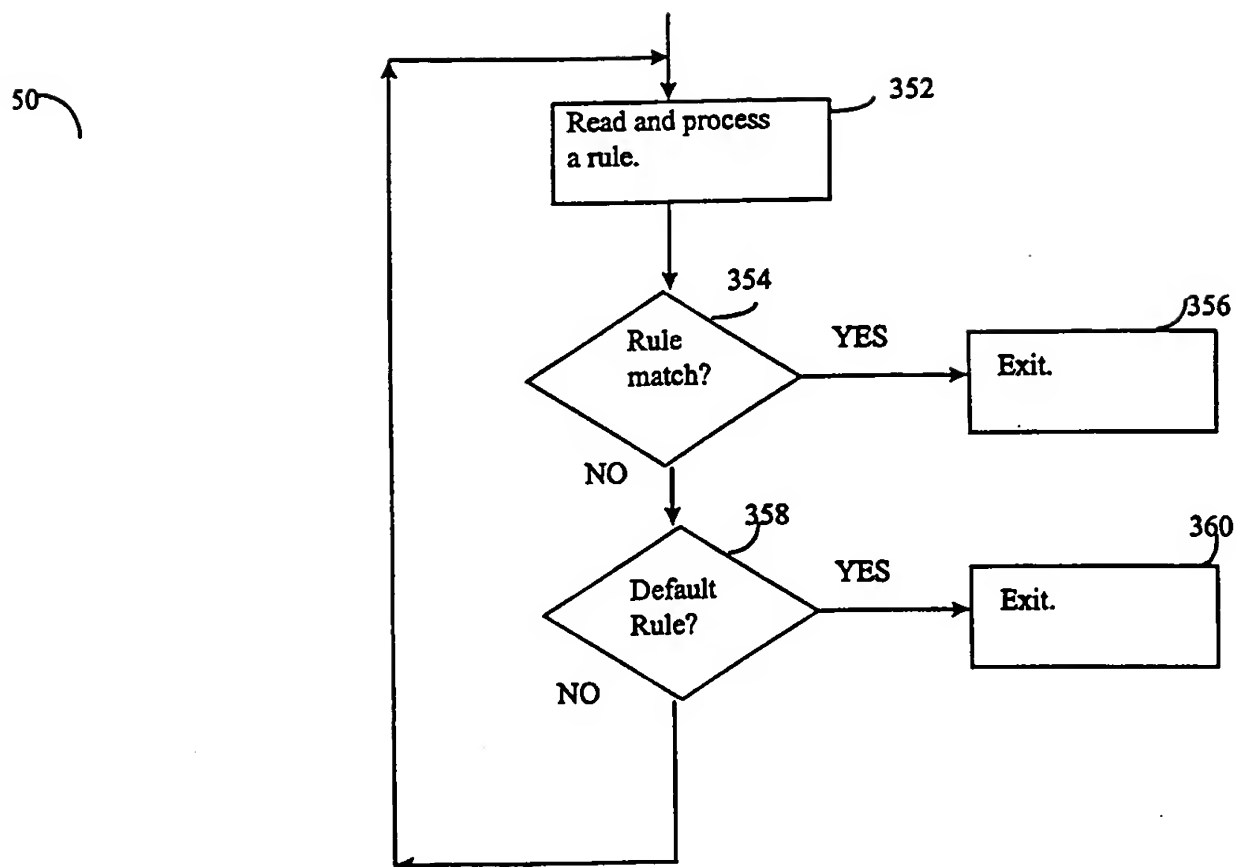 50
352
Read and process
a rule.
354
Rule
match?
YES
356
Exit.
NO
358
Default
Rule?
YES
360
Exit.
NO